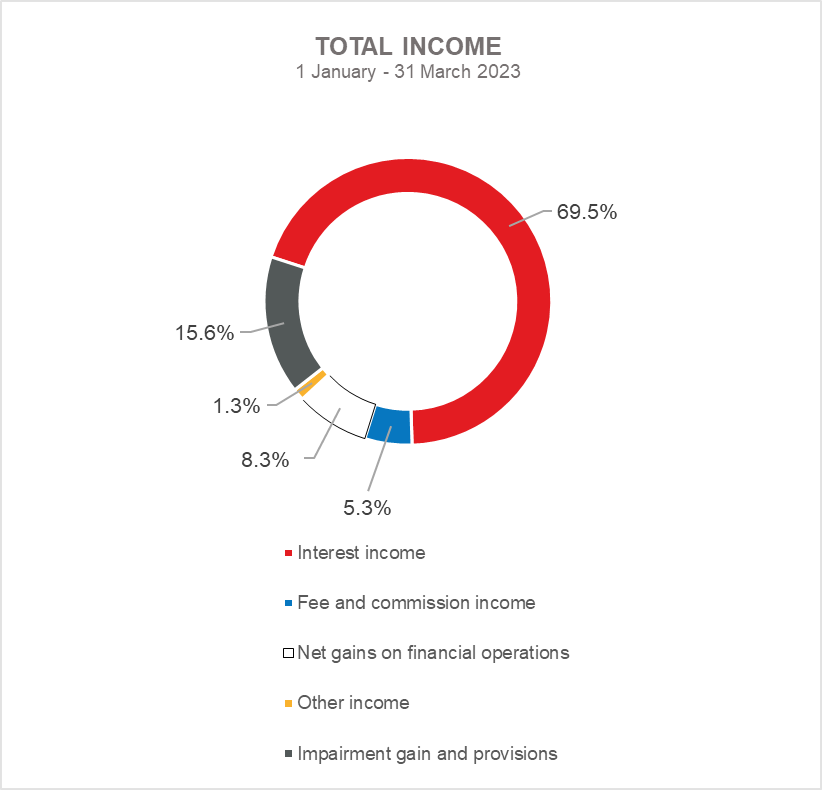 TOTAL INCOME
1 January - 31 March 2023
69.5%
15.6%
1.3%
8.3%
5.3%
Interest income
Fee and commission income
Net gains on financial operations
Other income
Impairment gain and provisions